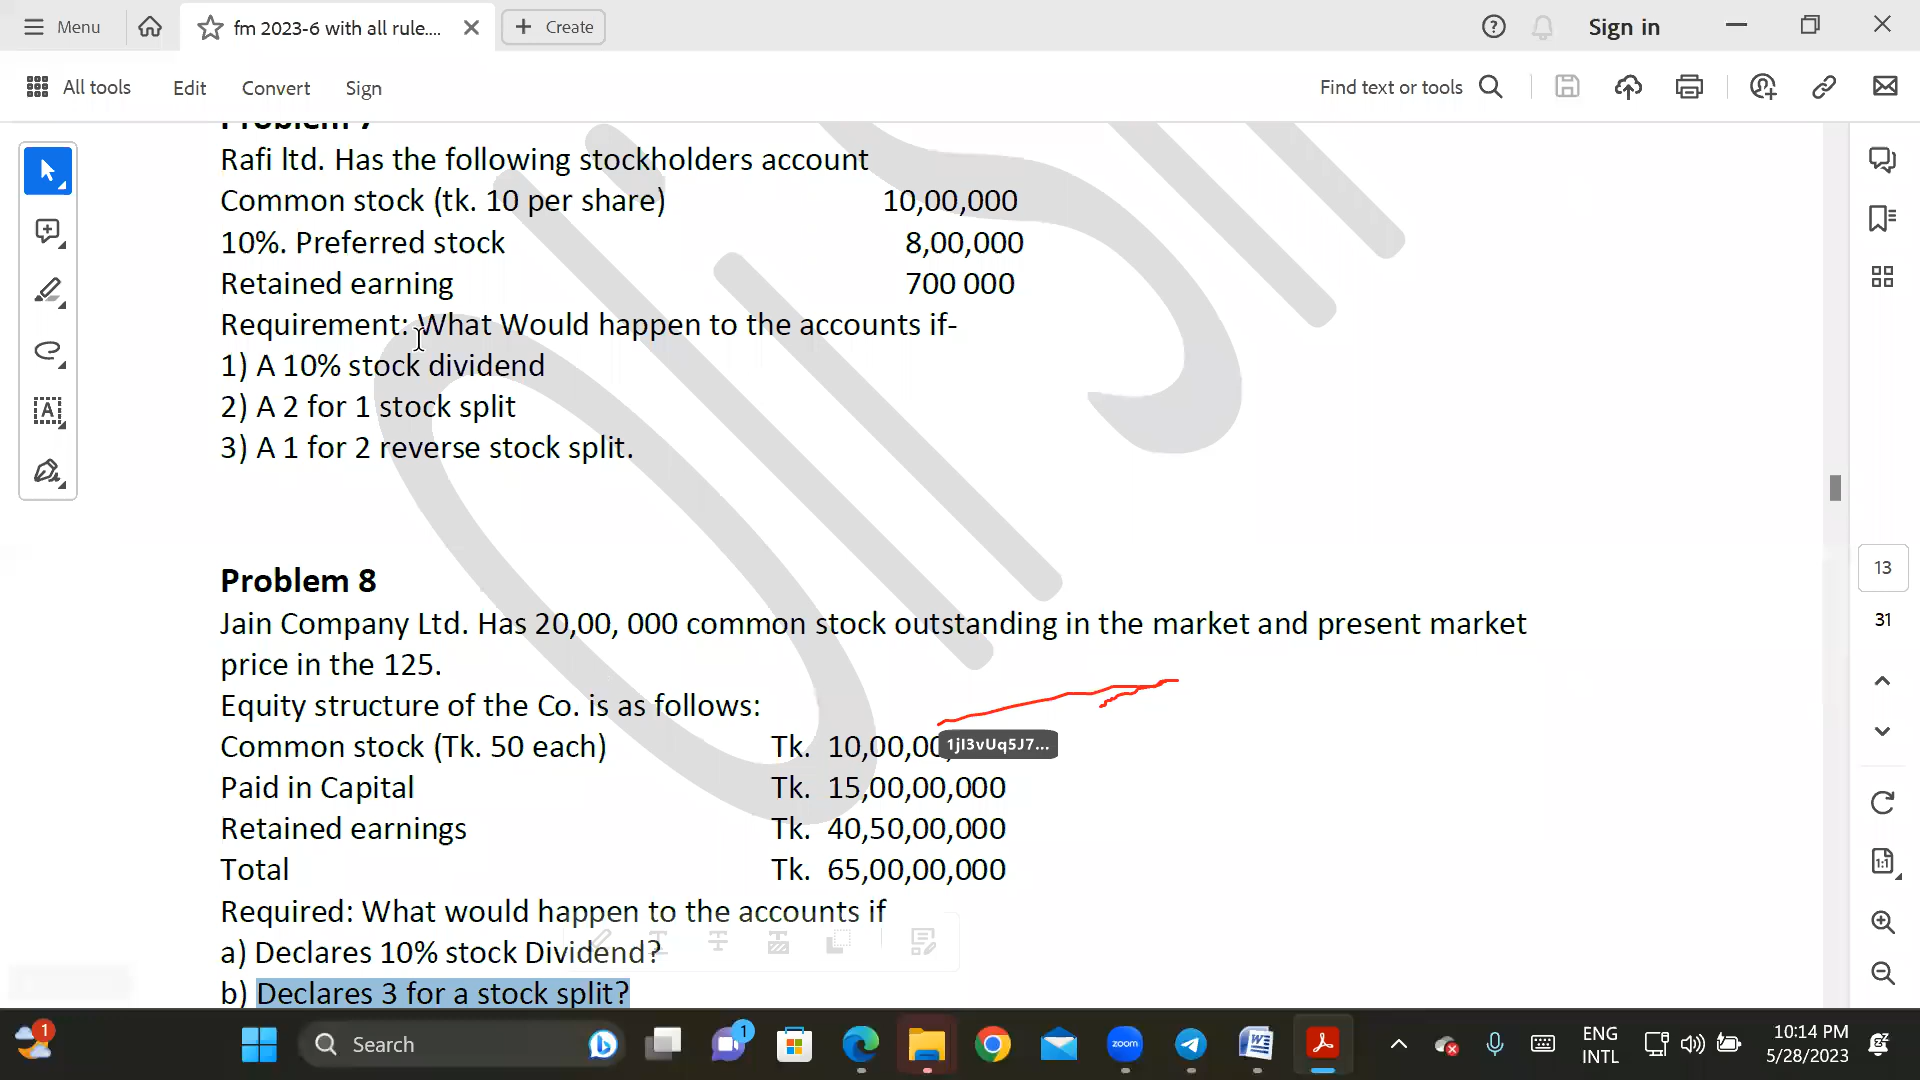 Menu
fm 2023-6 with all rule....
Create
Sign in
All tools
Edit
Convert
Sign
Find text or tools
Rafi ltd. Has the following stockholders account
Common stock (tk. 10 per share) 10,00,000
10%. Preferred stock 8,00,000
Retained earning 700 000
Requirement: What Would happen to the accounts if-
1) A 10% stock dividend
2) A 2 for 1 stock split
3) A 1 for 2 reverse stock split.
Problem 8
Jain Company Ltd. Has 20,00, 000 common stock outstanding in the market and present market
price in the 125.
Equity structure of the Co. is as follows:
Common stock (Tk. 50 each) Tk. 10,00,00
1jI3vUq5J7...
Paid in Capital Tk. 15,00,00,000
Retained earnings Tk. 40,50,00,000
Total Tk. 65,00,00,000
Required: What would happen to the accounts if
a) Declares 10% stock Dividend?
b) Declares 3 for a stock split?
13
31
1
Search
1
zoom
ENG
INTL
10:14 PM
5/28/2023